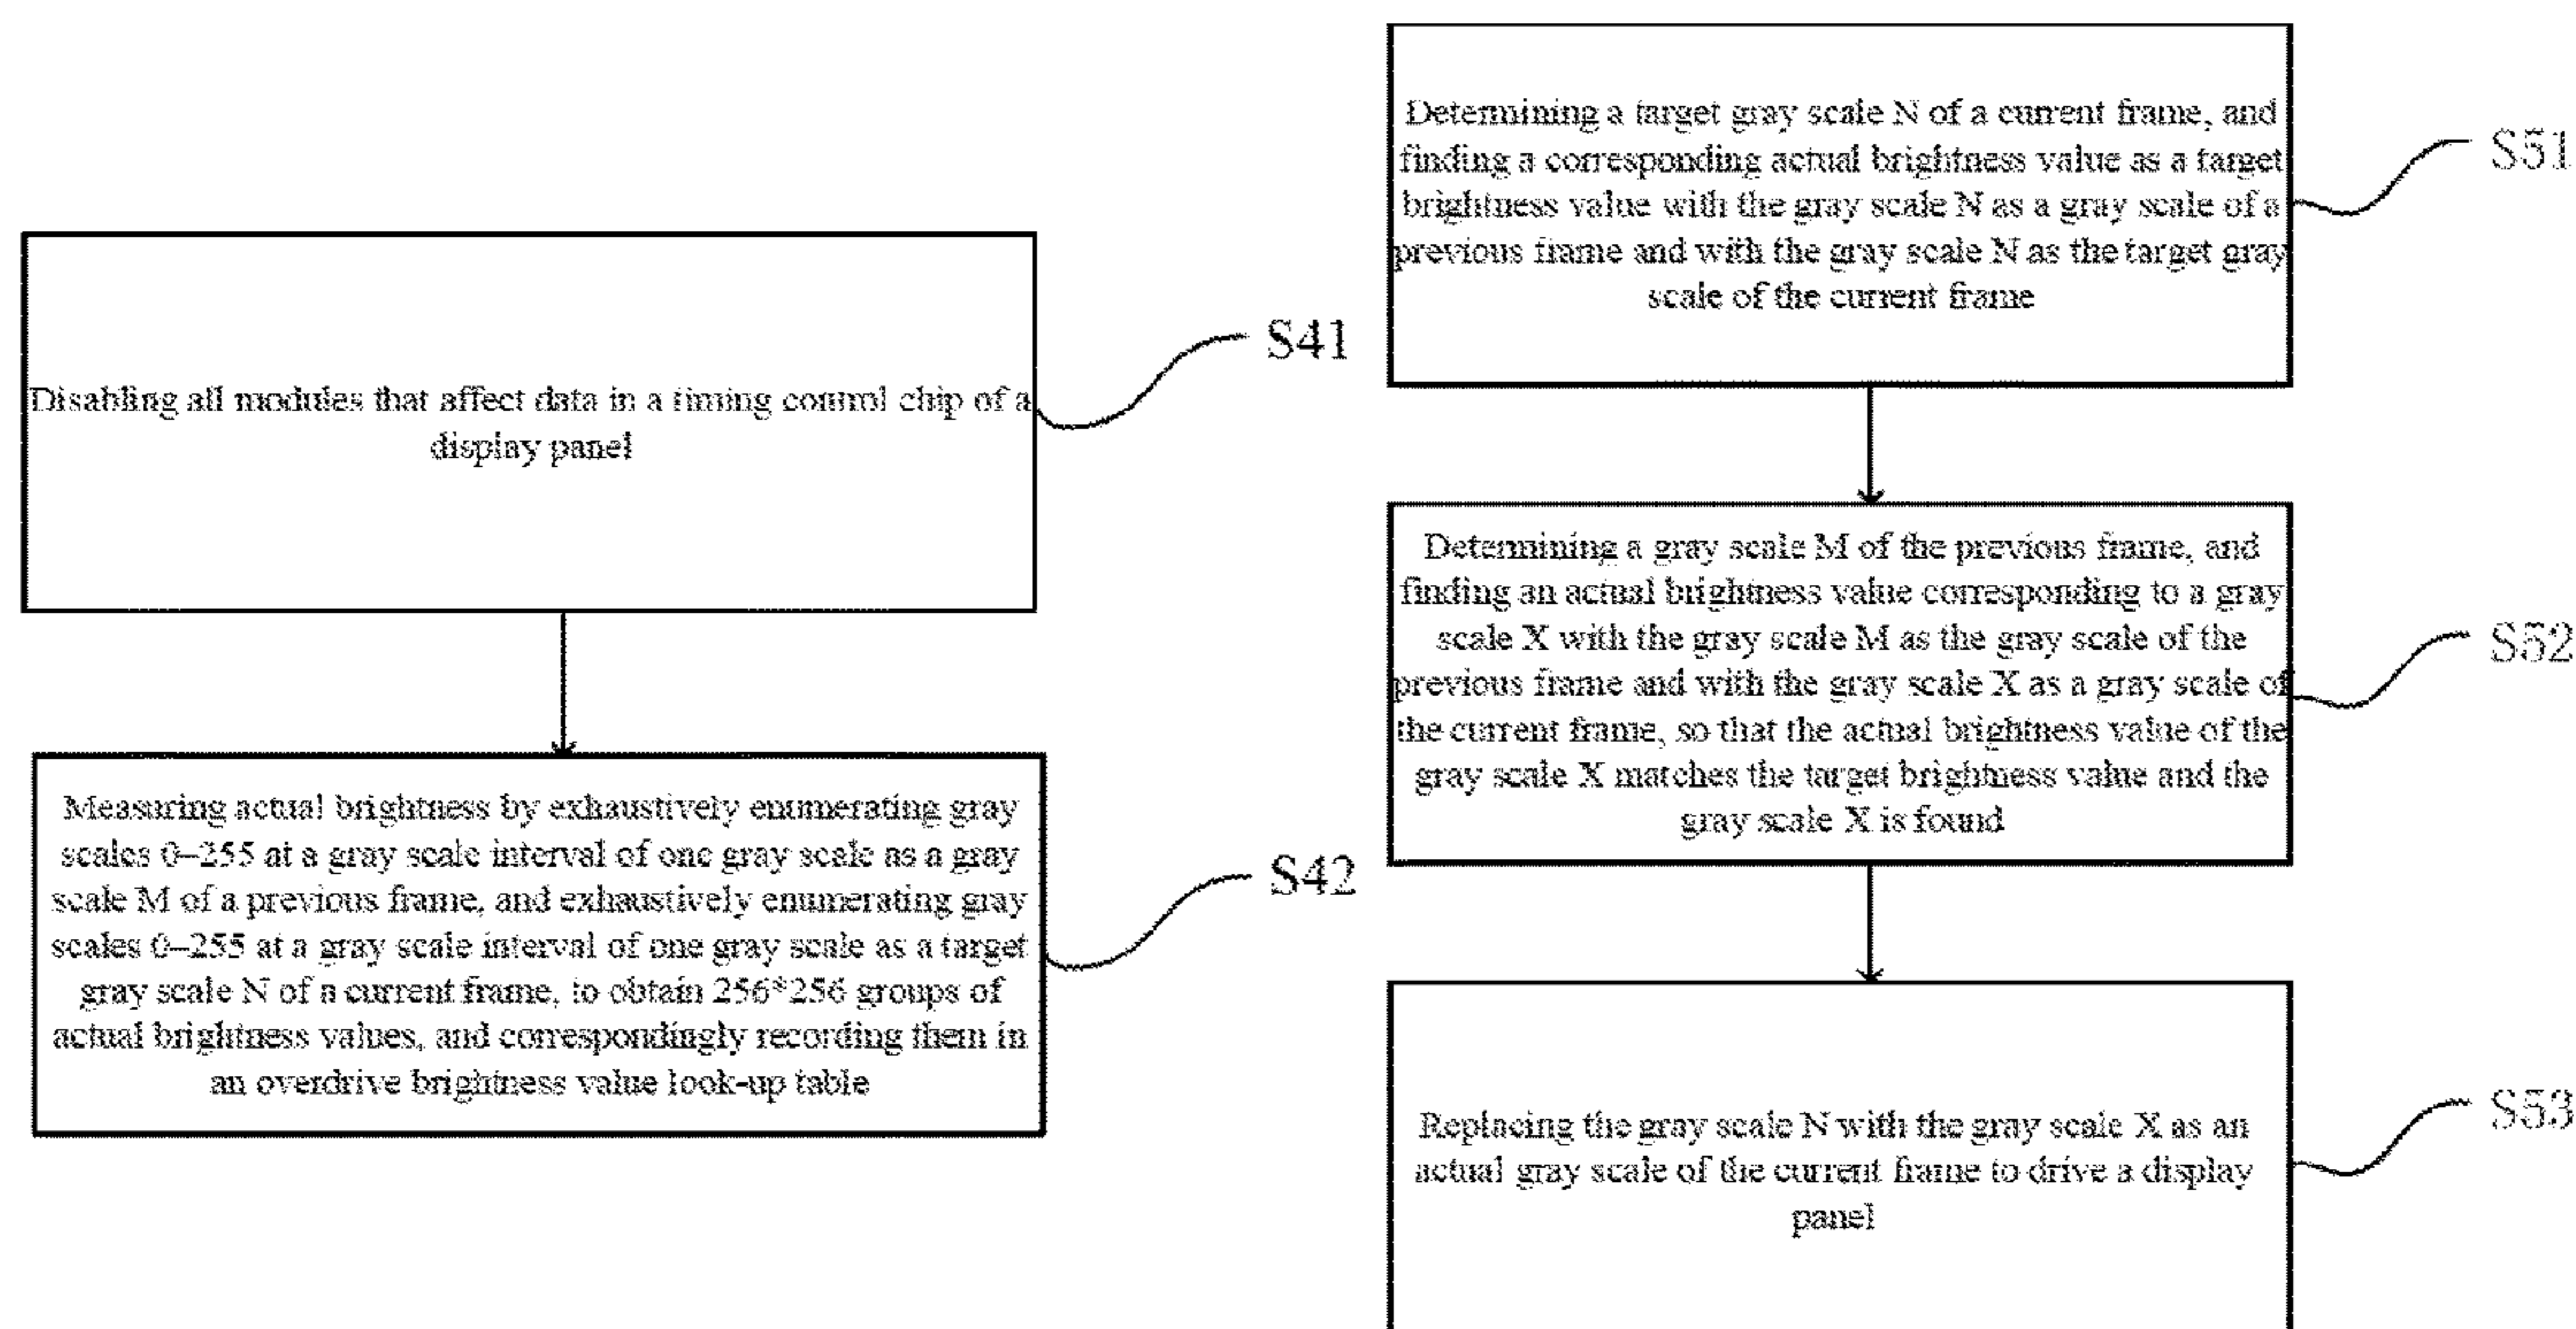 Disabling all modules that affect data in a timing control chip of a
display panel
S41
Measuring actual brightness by exhaustively enumerating gray
scales 0–255 at a gray scale interval of one gray scale as a gray
scale M of a previous frame, and exhaustively enumerating gray
scales 0–255 at a gray scale interval of one gray scale as a target
gray scale N of a current frame, to obtain 256*256 groups of
actual brightness values, and correspondingly recording them in
an overdrive brightness value look-up table
S42
Determining a target gray scale N of a current frame, and
finding a corresponding actual brightness value as a target
brightness value with the gray scale N as a gray scale of a
previous frame and with the gray scale N as the target gray
scale of the current frame
S51
Determining a gray scale M of the previous frame, and
finding an actual brightness value corresponding to a gray
scale X with the gray scale M as the gray scale of the
previous frame and with the gray scale X as a gray scale of
the current frame, so that the actual brightness value of the
gray scale X matches the target brightness value and the
gray scale X is found
S52
Replacing the gray scale N with the gray scale X as an
actual gray scale of the current frame to drive a display
panel
S53